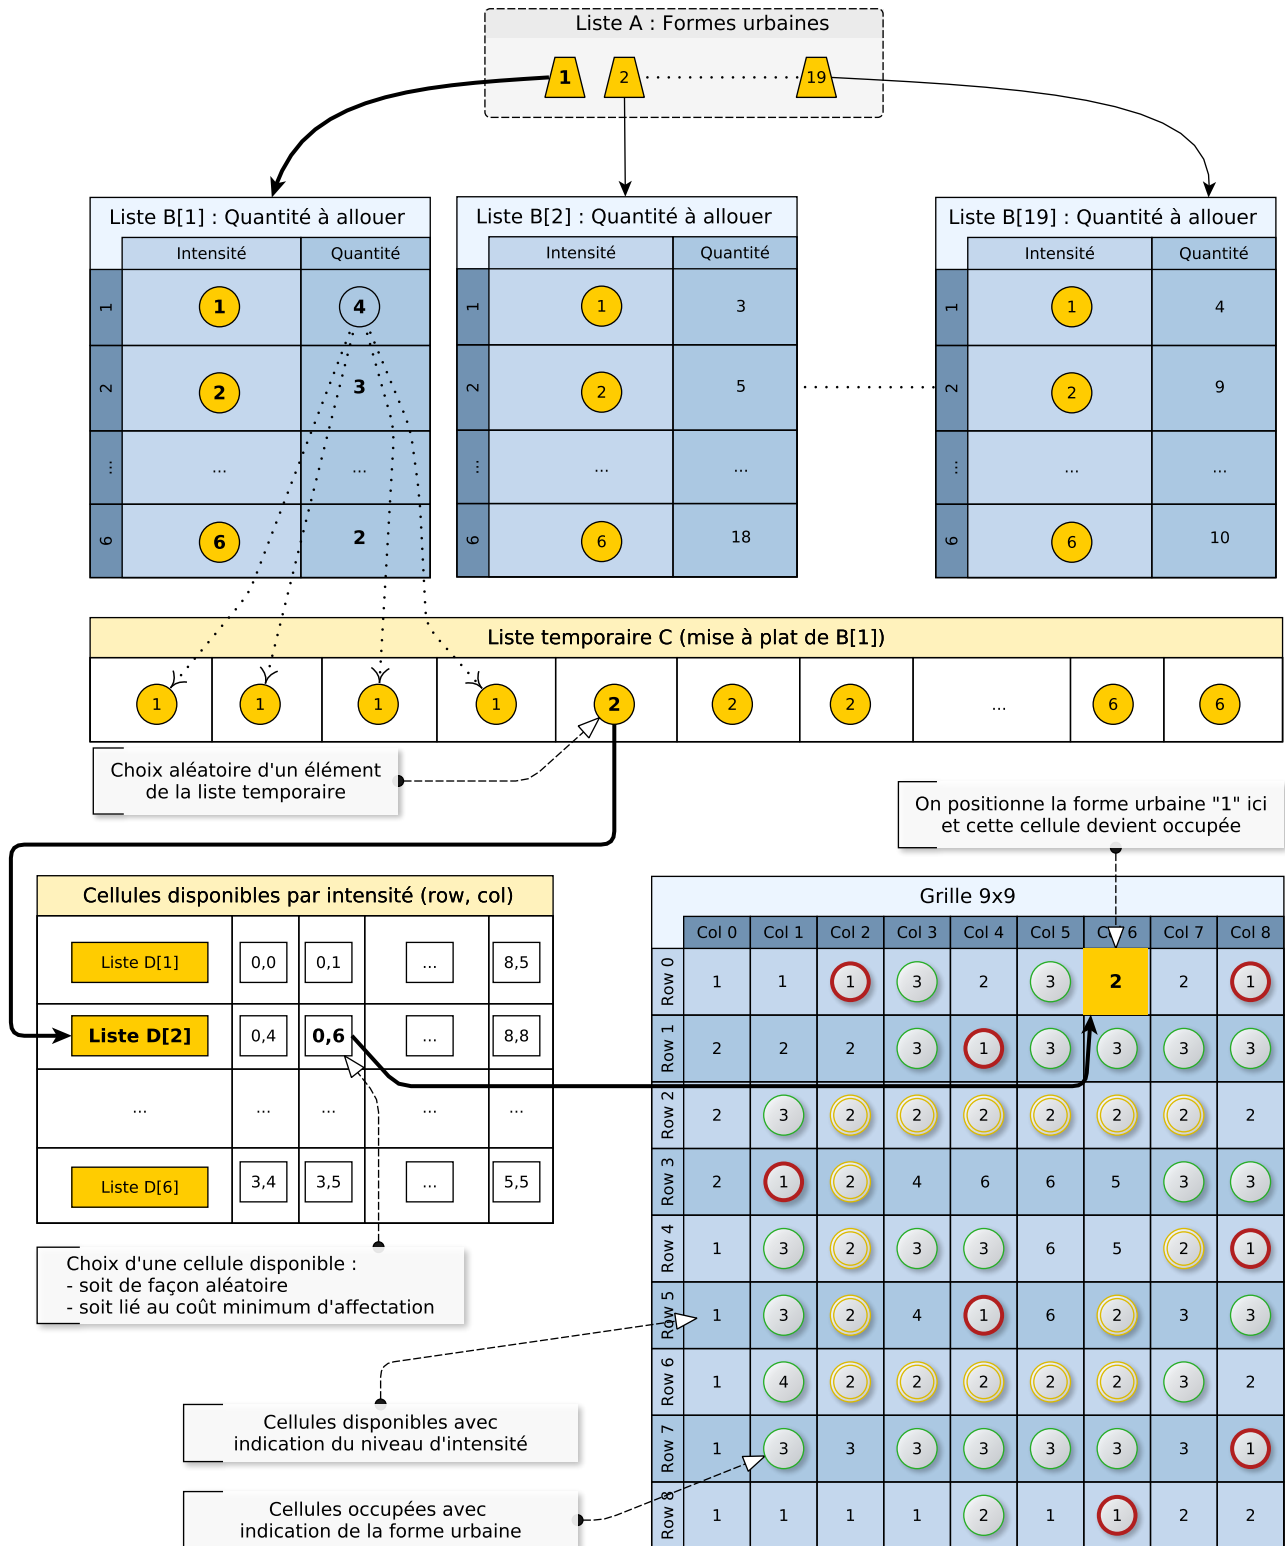 Liste A : Formes urbaines
1 2 19
Liste B[1] : Quantité à allouer
Intensité Quantité
1 1 4
2 2 3
... ... ...
6 6 2
Liste B[2] : Quantité à allouer
Intensité Quantité
1 1 3
2 2 5
... ... ...
6 6 18
Liste B[19] : Quantité à allouer
Intensité Quantité
1 1 4
2 2 9
... ... ...
6 6 10
Liste temporaire C (mise à plat de B[1])
1 1 1 1 2 2 2 ... 6 6
Choix aléatoire d'un élément
de la liste temporaire
On positionne la forme urbaine "1" ici
et cette cellule devient occupée
Cellules disponibles par intensité (row, col)
Liste D[1] 0,0 0,1 ... 8,5
Liste D[2] 0,4 0,6 ... 8,8
... ... ... ... ...
Liste D[6] 3,4 3,5 ... 5,5
Choix d'une cellule disponible :
- soit de façon aléatoire
- soit lié au coût minimum d'affectation
Cellules disponibles avec
indication du niveau d'intensité
Cellules occupées avec
indication de la forme urbaine
Grille 9x9
Col 0 Col 1 Col 2 Col 3 Col 4 Col 5 6 Col 7 Col 8
Row 0 1 1 1 3 2 3 2 2 1
Row 1 2 2 2 3 1 3 3 3 3
Row 2 2 3 2 2 2 2 2 2 2
Row 3 2 1 2 4 6 6 5 3 3
Row 4 1 3 2 3 3 6 5 2 1
Row 5 1 3 2 4 1 6 2 3 3
Row 6 1 4 2 2 2 2 2 3 2
Row 7 1 3 3 3 3 3 3 3 1
Row 8 1 1 1 1 2 1 1 2 2